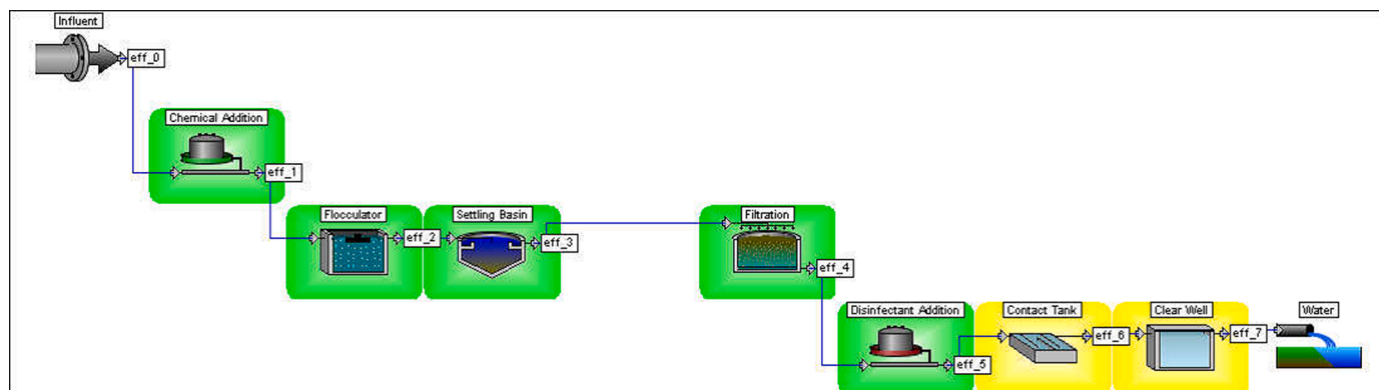 Influent
eff_0
Chemical Addition
eff_1
Flocculator
eff_2
Settling Basin
eff_3
Filtration
eff_4
Disinfectant Addition
eff_5
Contact Tank
eff_6
Clear Well
eff_7
Water